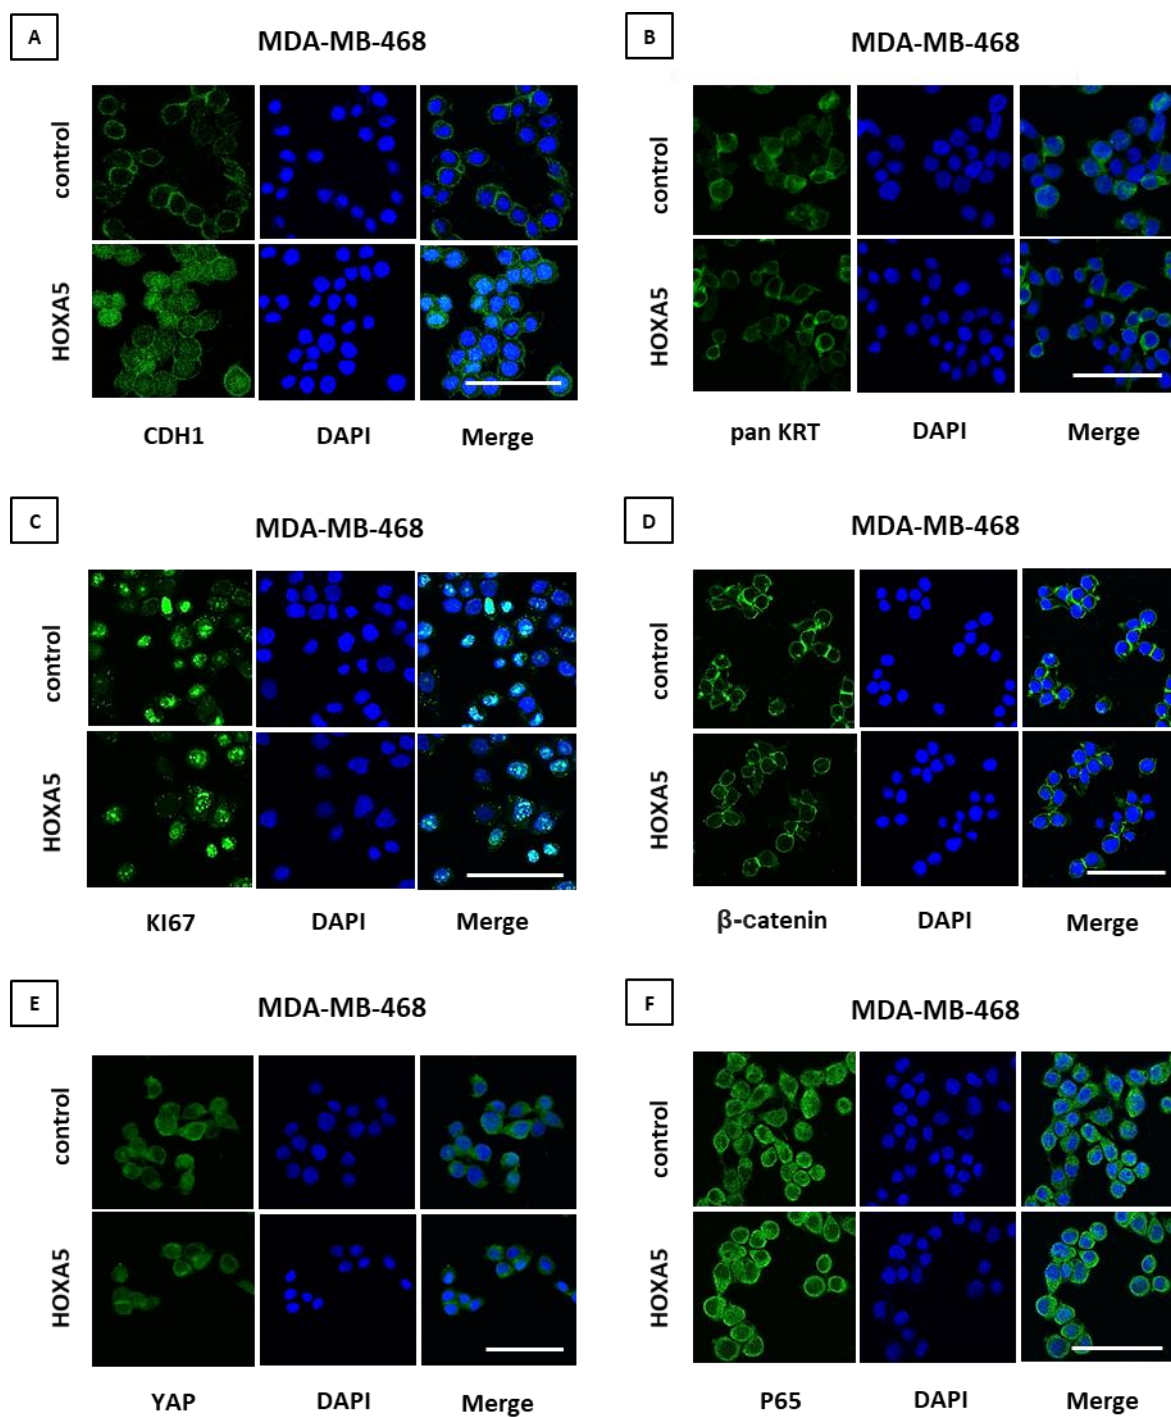 A
MDA-MB-468
control
HOXA5
CDH1 DAPI Merge
B
MDA-MB-468
control
HOXA5
pan KRT DAPI Merge
C
MDA-MB-468
control
HOXA5
KI67 DAPI Merge
D
MDA-MB-468
control
HOXA5
β-catenin DAPI Merge
E
MDA-MB-468
control
HOXA5
YAP DAPI Merge
F
MDA-MB-468
control
HOXA5
P65 DAPI Merge